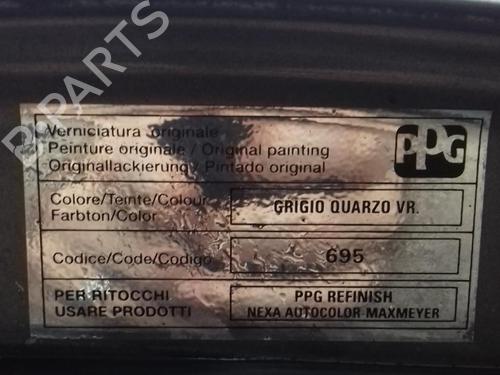 B-PARTS
Verniciatura originale
Peinture originale / Original painting
Originallackierung / Pintado original
PPG
Colore/Teinte/Colour
Farbton/Color
GRIGIO QUARZO VR.
Codice/Code/Codigo
695
PER RITOCCHI
USARE PRODOTTI
PPG REFINISH
NEXA AUTOCOLOR-MAXMEYER